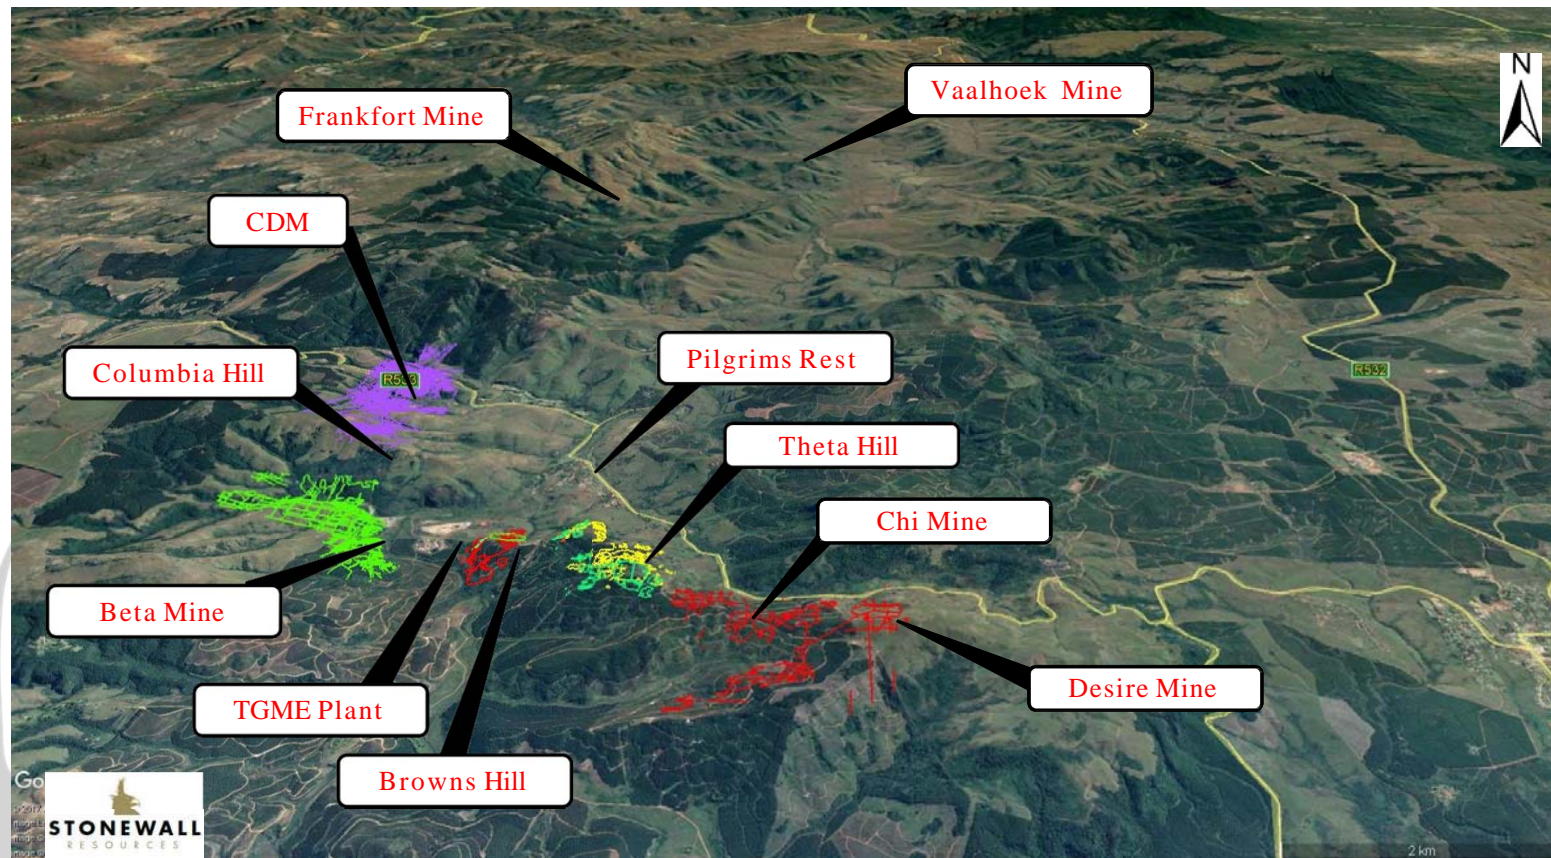 N
Vaalhoek Mine
Frankfort Mine
CDM
Pilgrims Rest
Columbia Hill
R533
R532
Theta Hill
Chi Mine
Beta Mine
Desire Mine
TGME Plant
Browns Hill
Go
STONEWALL
RESOURCES
2 km